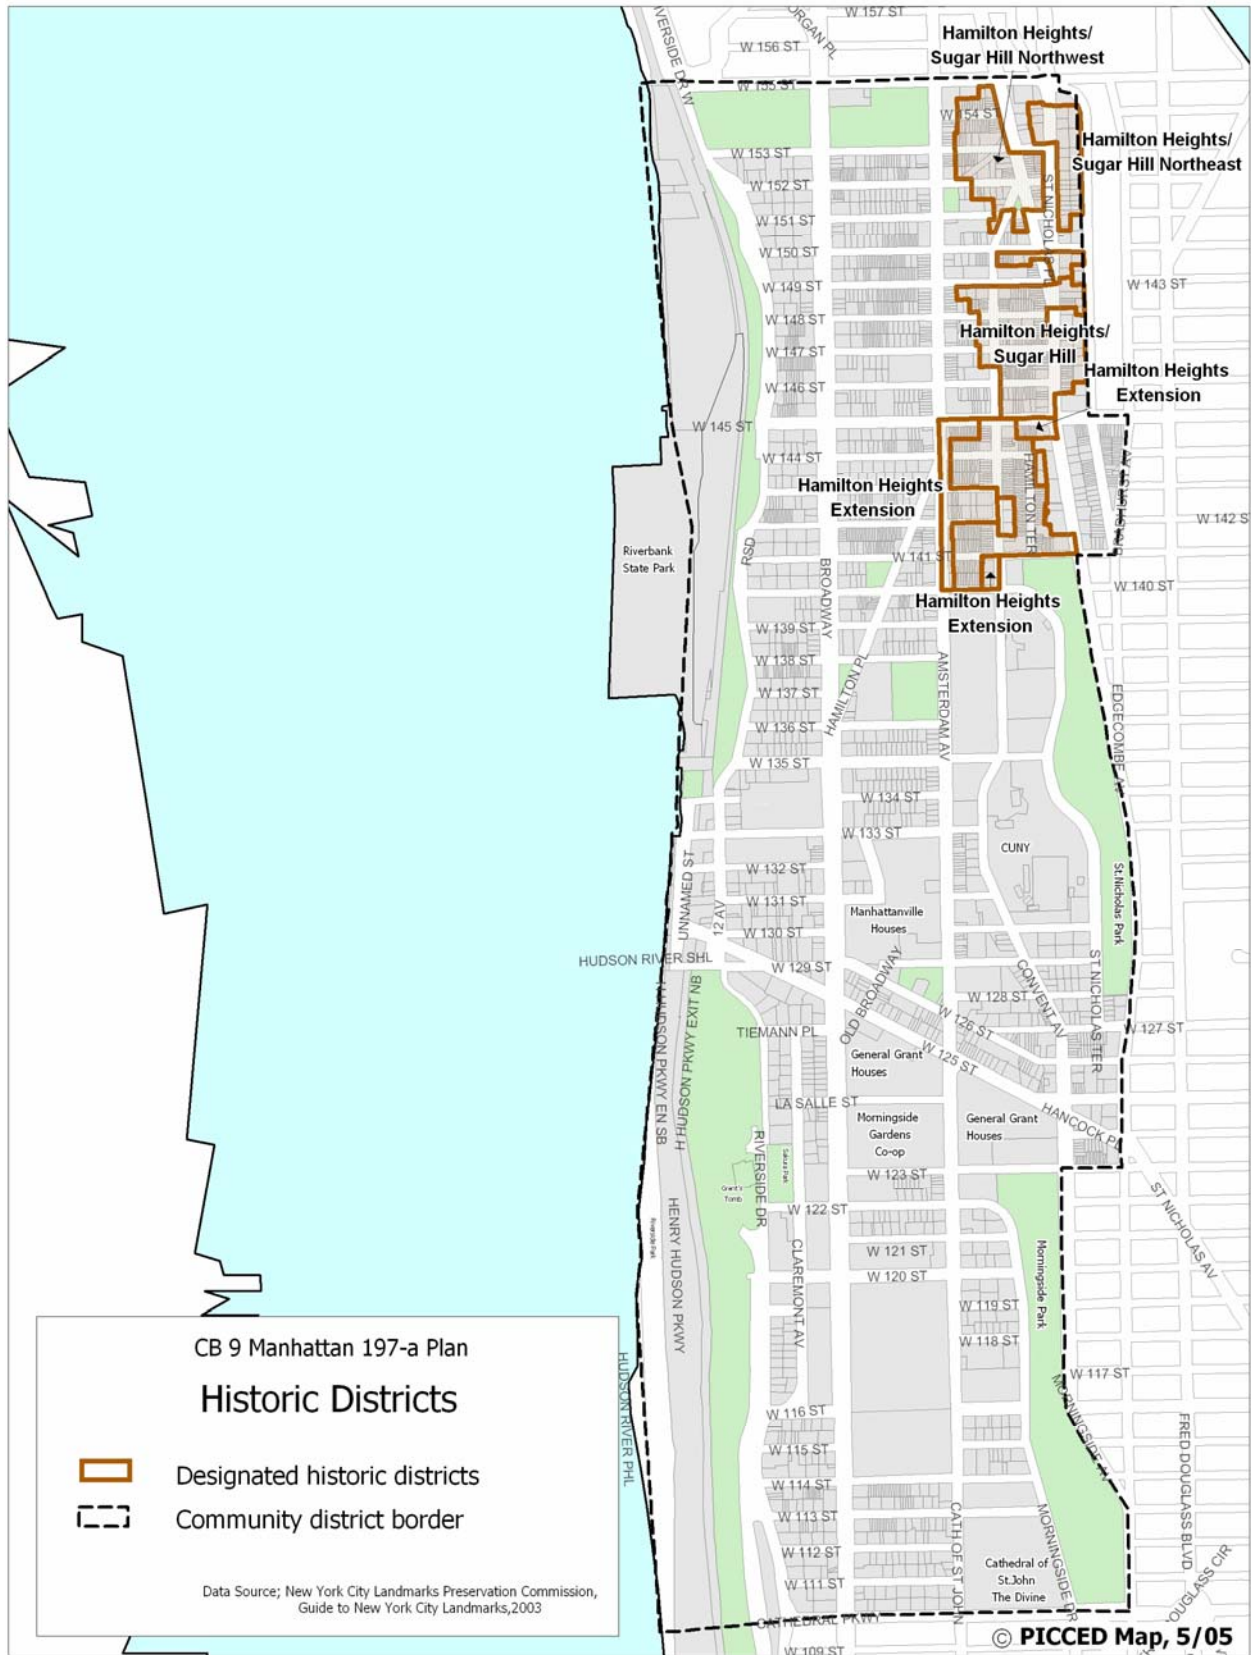 W 157 ST
W 156 ST
Hamilton Heights/
Sugar Hill Northwest
W 155 ST
W 154 ST
Hamilton Heights/
Sugar Hill Northeast
W 153 ST
W 152 ST
W 151 ST
W 150 ST
W 149 ST
W 143 ST
W 148 ST
Hamilton Heights/
Sugar Hill
W 147 ST
W 146 ST
Hamilton Heights
Extension
W 145 ST
W 144 ST
Hamilton Heights
Extension
HAMILTON TER
ST NICHOLAS PL
W 142 S
W 141 ST
Riverbank
State Park
RSD
BROADWAY
W 140 ST
Hamilton Heights
Extension
W 139 ST
W 138 ST
W 137 ST
HAMILTON PL
AMSTERDAM AV
EDGECOMBE AV
W 136 ST
W 135 ST
W 134 ST
W 133 ST
CUNY
W 132 ST
W 131 ST
W 130 ST
UNNAMED ST
12 AV
Manhattanville
Houses
St.Nicholas Park
HUDSON RIVER SHL
W 129 ST
OLD BROADWAY
W 128 ST
W 126 ST
CONVENT AV
ST NICHOLAS TER
W 127 ST
H HUDSON PKWY EXIT NB
TIEMANN PL
General Grant
Houses
W 125 ST
LA SALLE ST
Morningside
Gardens
Co-op
General Grant
Houses
HANCOCK PL
RIVERSIDE DR
Sakura Park
W 123 ST
Grant's
Tomb
W 122 ST
ST NICHOLAS AV
Riverside Park
HENRY HUDSON PKWY
CLAREMONT AV
W 121 ST
W 120 ST
Morningside Park
W 119 ST
W 118 ST
W 117 ST
MORNINGSIDE AV
W 116 ST
W 115 ST
W 114 ST
W 113 ST
W 112 ST
W 111 ST
CATH OF ST JOHN
MORNINGSIDE DR
FRED DOUGLASS BLVD
Cathedral of
St.John
The Divine
CATHEDRAL PKWY
W 109 ST
HUDSON RIVER PHL
CB 9 Manhattan 197-a Plan
Historic Districts
Designated historic districts
Community district border
Data Source; New York City Landmarks Preservation Commission,
Guide to New York City Landmarks,2003
© PICCED Map, 5/05